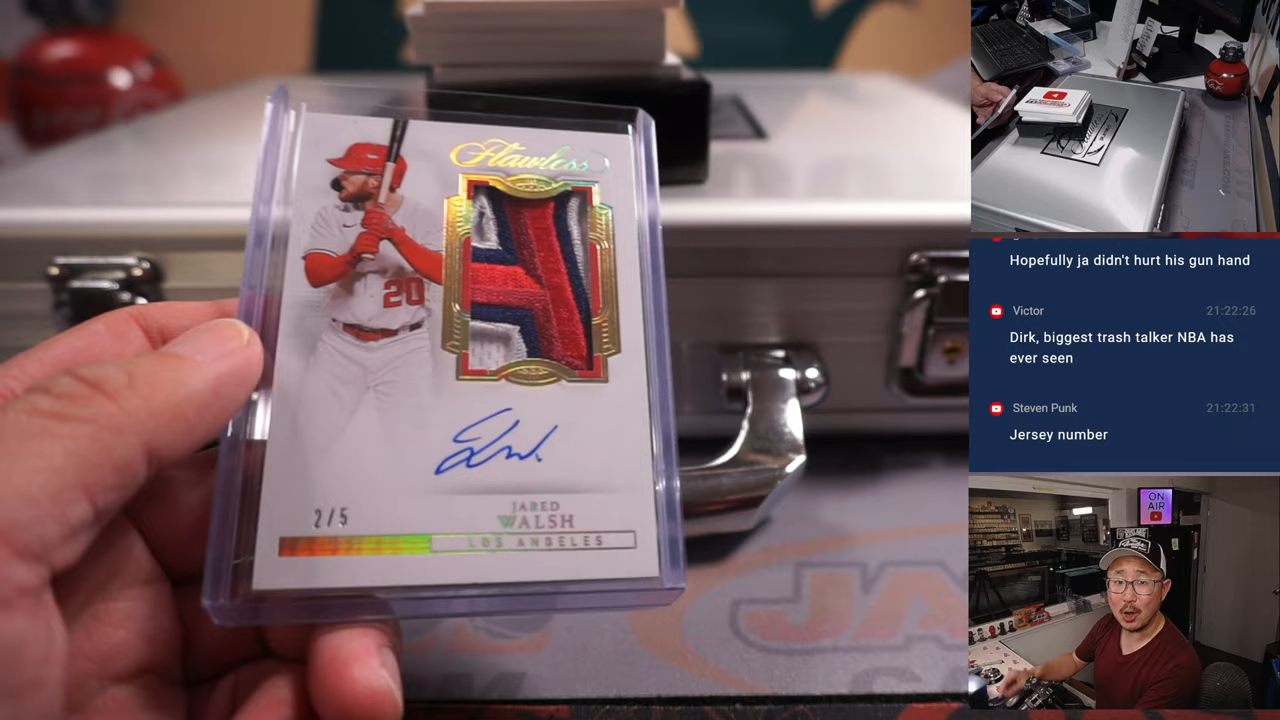 Flawless
20
2/5
JARED
WALSH
LOS ANGELES
JA
Hopefully ja didn't hurt his gun hand
Victor
21:22:26
Dirk, biggest trash talker NBA has
ever seen
Steven Punk
21:22:31
Jersey number
ON
AIR